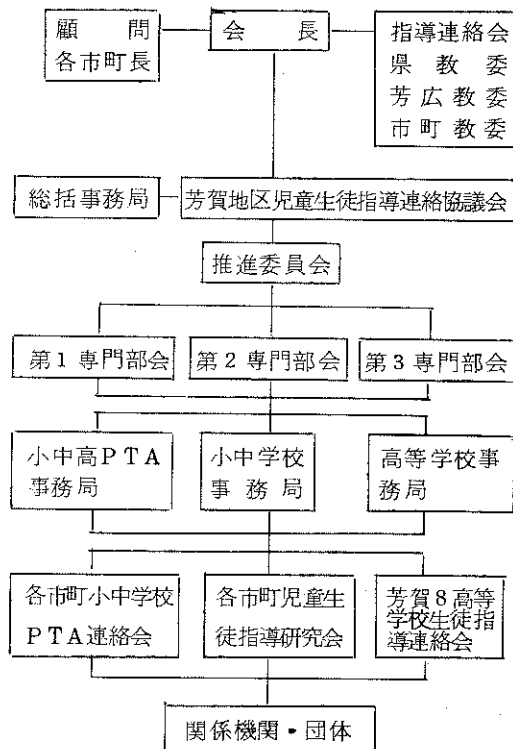 顧問
各市町長
会長
指導連絡会
県教委
芳広教委
市町教委
総括事務局
芳賀地区児童生徒指導連絡協議会
推進委員会
第1専門部会
第2専門部会
第3専門部会
小中高PTA
事務局
小中学校
事務局
高等学校事
務局
各市町小中学校
PTA連絡会
各市町児童生
徒指導研究会
芳賀8高等
学校生徒指
導連絡会
関係機関・団体